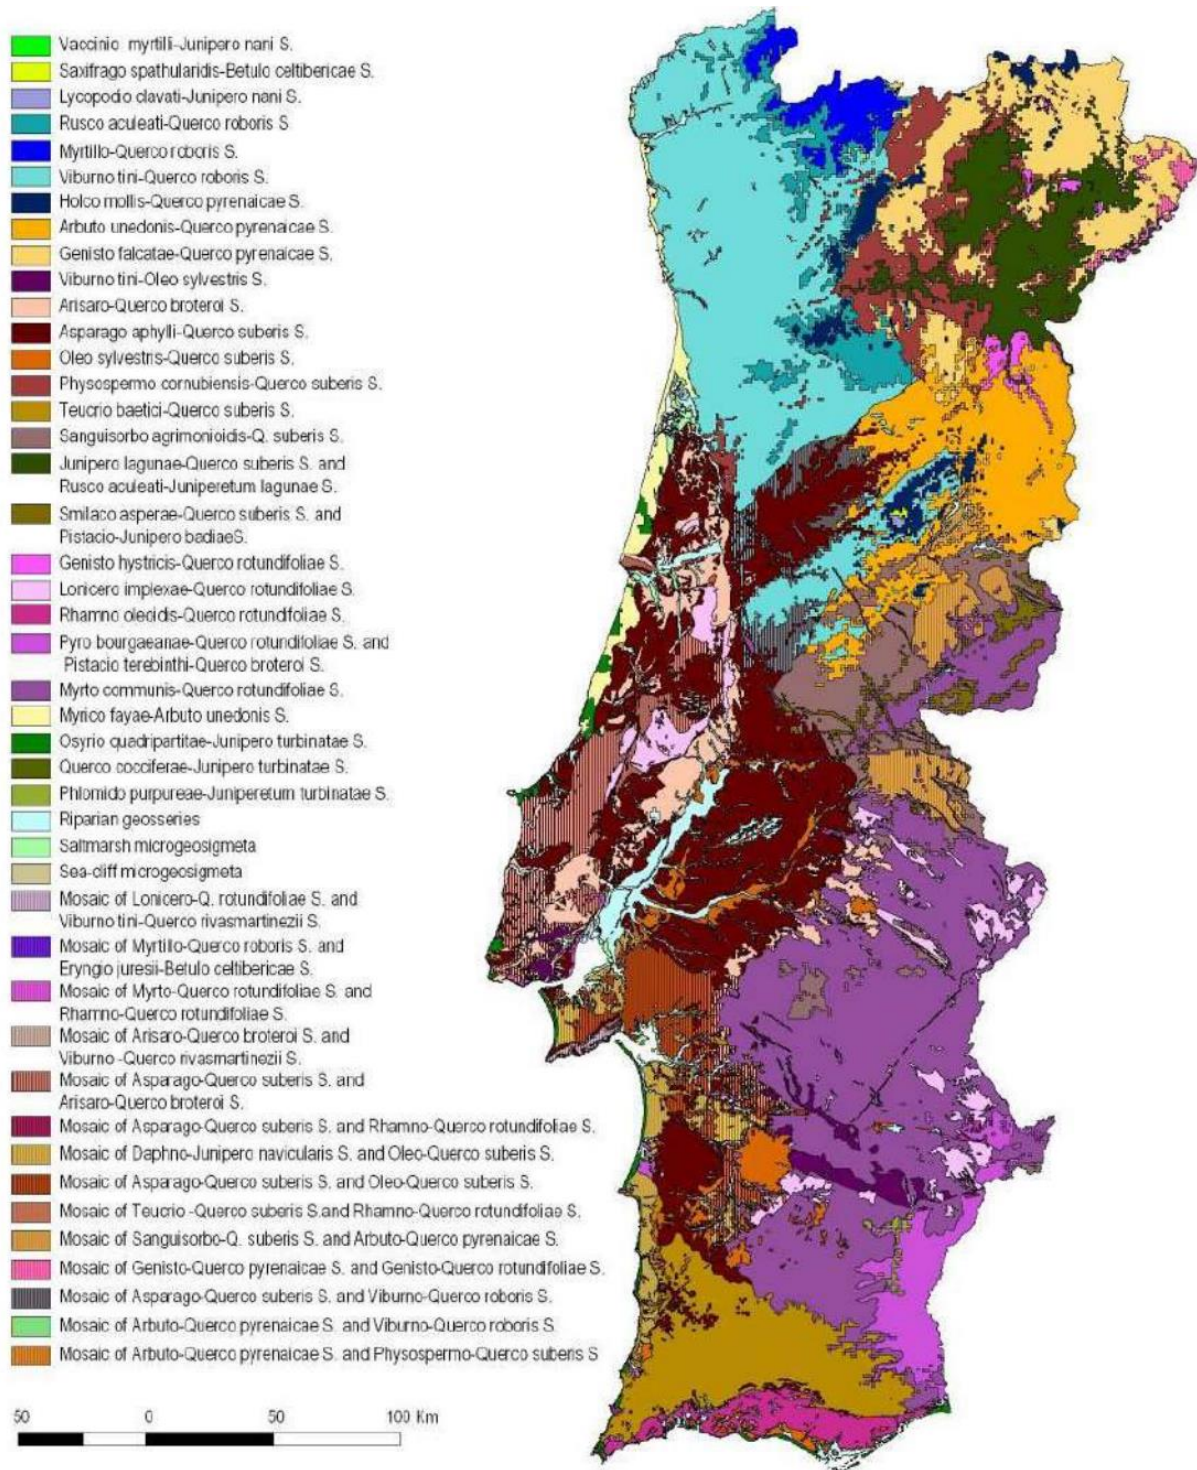 Vaccinio myrtilli-Junipero nani S.
Saxifrago spathularidis-Betulo celtibericae S.
Lycopodio clavati-Junipero nani S.
Rusco aculeati-Querco roboris S
Myrtillo-Querco roboris S.
Viburno tini-Querco roboris S.
Holco mollis-Querco pyrenaicae S.
Arbuto unedonis-Querco pyrenaicae S.
Genisto falcatae-Querco pyrenaicae S.
Viburno tini-Oleo sylvestris S.
Arisaro-Querco broteroi S.
Asparago aphylli-Querco suberis S.
Oleo sylvestris-Querco suberis S.
Physospermo cornubiensis-Querco suberis S.
Teucrio baetici-Querco suberis S.
Sanguisorbo agrimonioidis-Q. suberis S.
Junipero lagunae-Querco suberis S. and
Rusco aculeati-Juniperetum lagunae S.
Smilaco asperae-Querco suberis S. and
Pistacio-Junipero badiaeS.
Genisto hystricis-Querco rotundifoliae S.
Lonicero implexae-Querco rotundifoliae S.
Rhamno oleoidis-Querco rotundifoliae S.
Pyro bourgaeanae-Querco rotundifoliae S. and
Pistacio terebinthi-Querco broteroi S.
Myrto communis-Querco rotundifoliae S.
Myrico fayae-Arbuto unedonis S.
Osyrio quadripartitae-Junipero turbinatae S.
Querco cocciferae-Junipero turbinatae S.
Phlomido purpureae-Juniperetum turbinatae S.
Riparian geosseries
Saltmarsh microgeosigmeta
Sea-cliff microgeosigmeta
Mosaic of Lonicero-Q. rotundifoliae S. and
Viburno tini-Querco rivasmartinezii S.
Mosaic of Myrtillo-Querco roboris S. and
Eryngio juresii-Betulo celtibericae S.
Mosaic of Myrto-Querco rotundifoliae S. and
Rhamno-Querco rotundifoliae S.
Mosaic of Arisaro-Querco broteroi S. and
Viburno -Querco rivasmartinezii S.
Mosaic of Asparago-Querco suberis S. and
Arisaro-Querco broteroi S.
Mosaic of Asparago-Querco suberis S. and Rhamno-Querco rotundifoliae S.
Mosaic of Daphno-Junipero navicularis S. and Oleo-Querco suberis S.
Mosaic of Asparago-Querco suberis S. and Oleo-Querco suberis S.
Mosaic of Teucrio -Querco suberis S.and Rhamno-Querco rotundifoliae S.
Mosaic of Sanguisorbo-Q. suberis S. and Arbuto-Querco pyrenaicae S.
Mosaic of Genisto-Querco pyrenaicae S. and Genisto-Querco rotundifoliae S.
Mosaic of Asparago-Querco suberis S. and Viburno-Querco roboris S.
Mosaic of Arbuto-Querco pyrenaicae S. and Viburno-Querco roboris S.
Mosaic of Arbuto-Querco pyrenaicae S. and Physospermo-Querco suberis S
50 0 50 100 Km